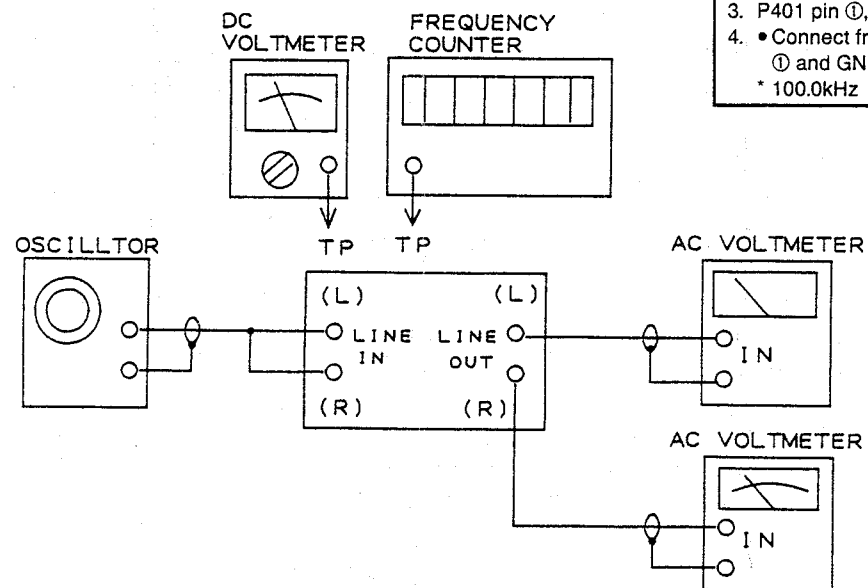 3. P401 pin ①,
4. • Connect fr
① and GN
* 100.0kHz
DC
VOLTMETER
FREQUENCY
COUNTER
OSCILLTOR
TP
TP
AC VOLTMETER
(L)
(L)
LINE
IN
LINE
OUT
IN
(R)
(R)
AC VOLTMETER
IN